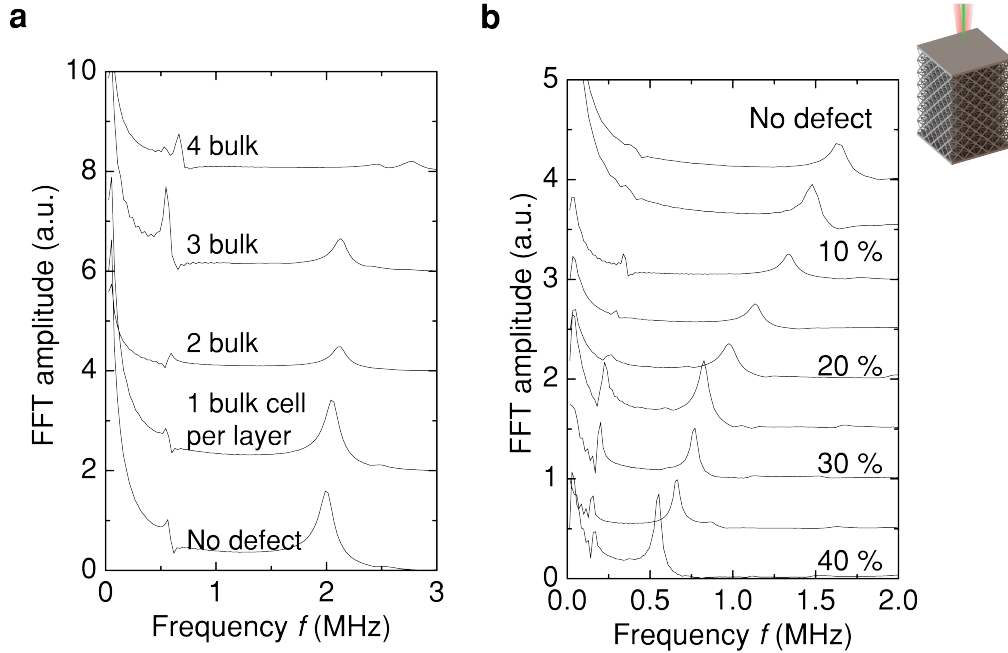 a
10
8
6
4
2
0
FFT amplitude (a.u.)
4 bulk
3 bulk
2 bulk
1 bulk cell
per layer
No defect
0
1
2
3
Frequency f (MHz)
b
5
4
3
2
1
0
FFT amplitude (a.u.)
No defect
10 %
20 %
30 %
40 %
0.0
0.5
1.0
1.5
2.0
Frequency f (MHz)